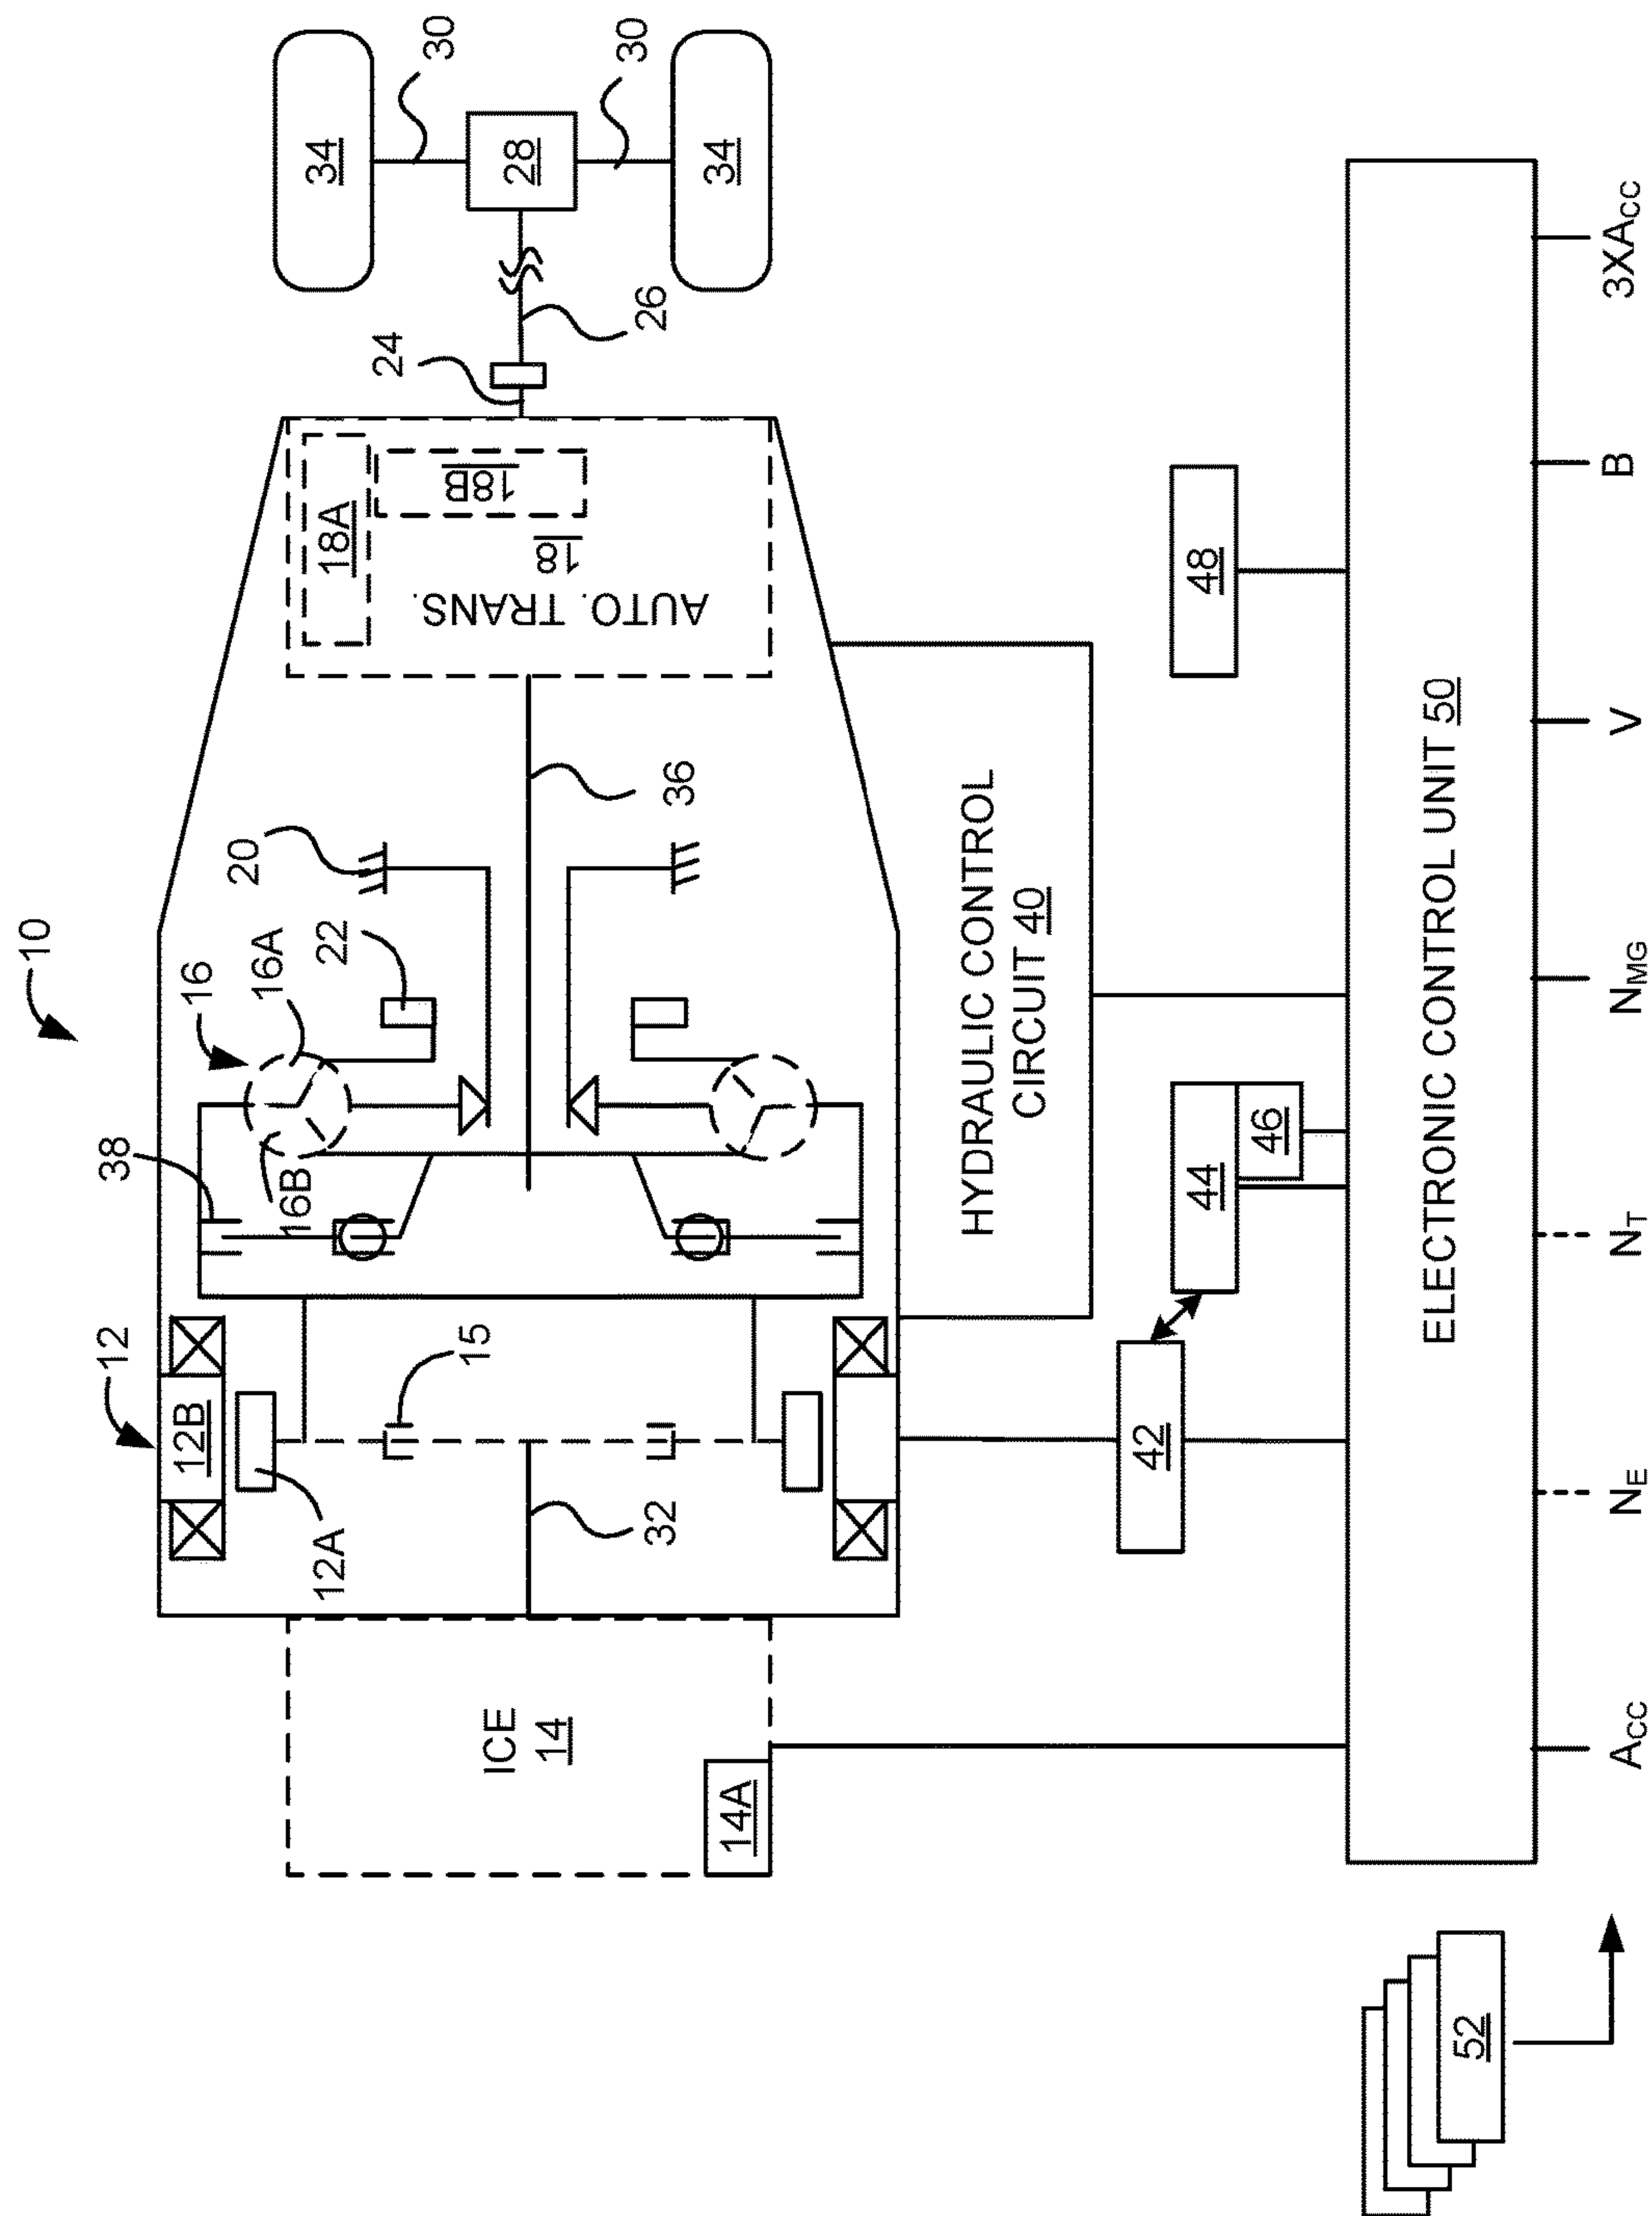 10
12
12B
12A
15
32
38
16B
16
16A
22
20
36
18A
18B
18
AUTO. TRANS.
24
26
30
30
34
28
34
ICE
14
14A
HYDRAULIC CONTROL
CIRCUIT 40
42
44
46
48
ELECTRONIC CONTROL UNIT 50
52
ACC
NE
NT
NMG
V
B
3XACC